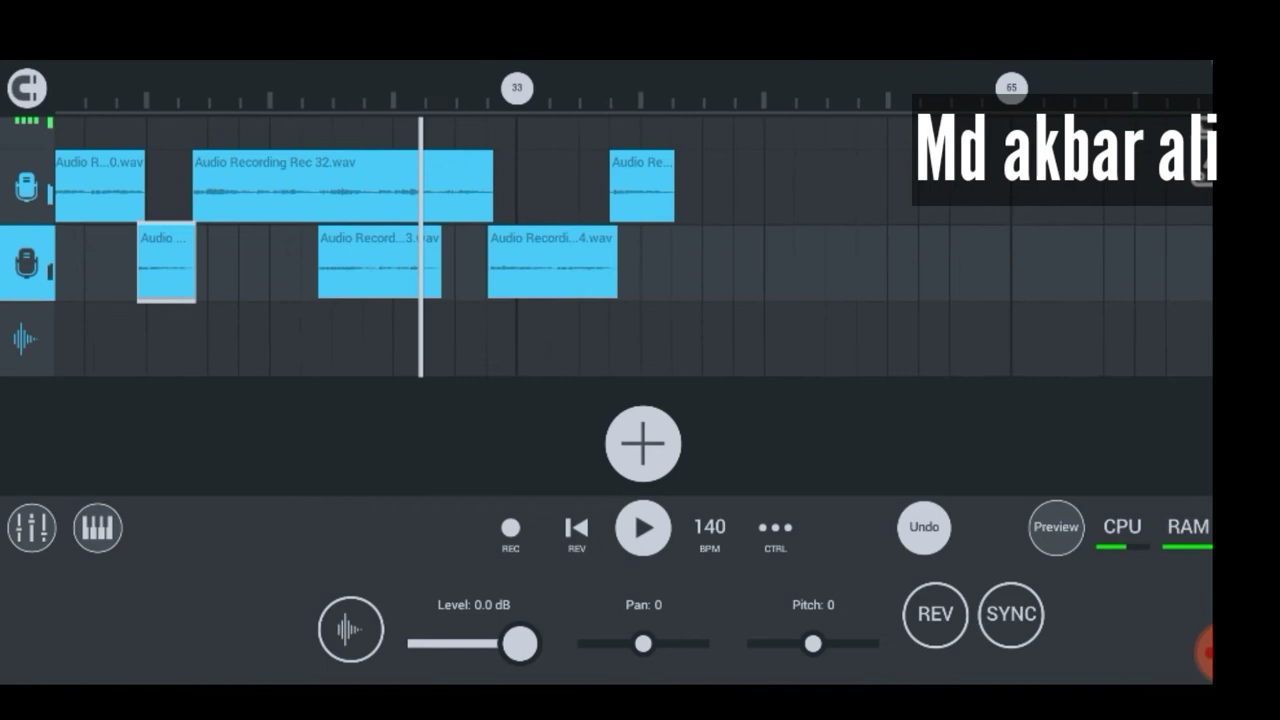 33
65
Md akbar ali
Audio R...0.wav
Audio Recording Rec 32.wav
Audio Re...
Audio ...
Audio Record...3.wav
Audio Recordi...4.wav
REC
REV
140
BPM
CTRL
Undo
Preview
CPU
RAM
Level: 0.0 dB
Pan: 0
Pitch: 0
REV
SYNC